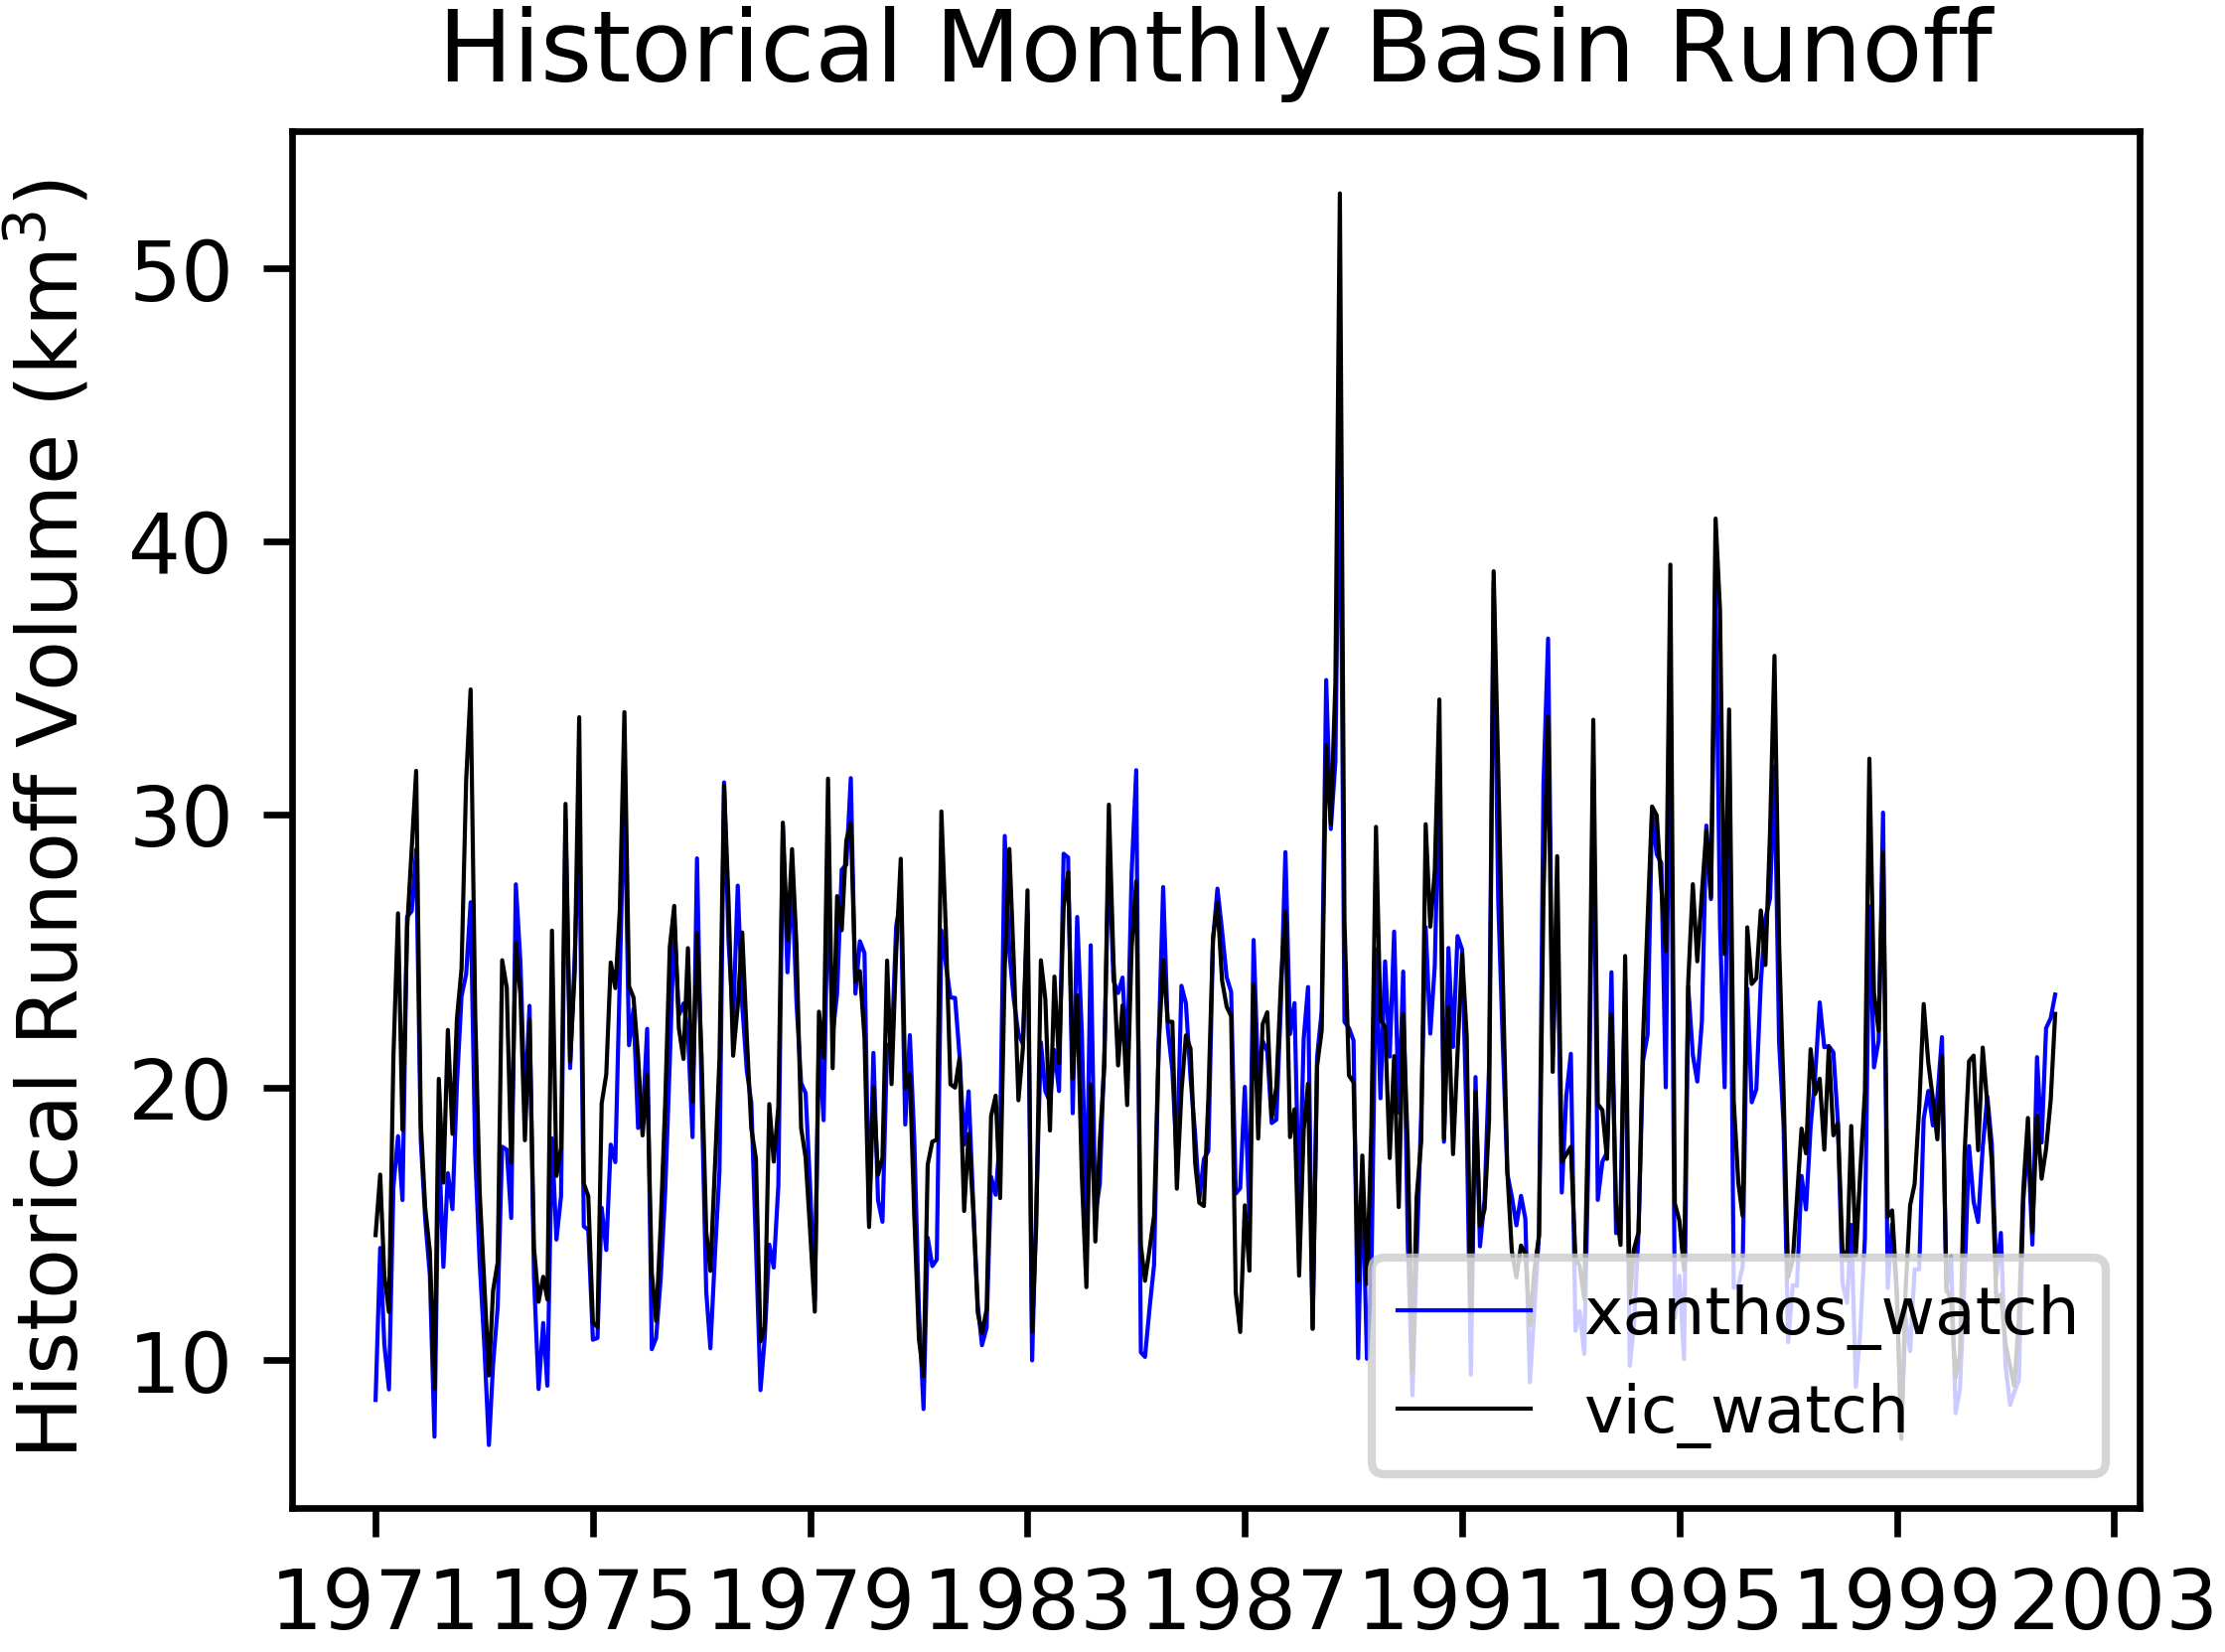 Historical Monthly Basin Runoff
Historical Runoff Volume (km³)
50
40
30
20
10
xanthos_watch
vic_watch
1971 1975 1979 1983 1987 1991 1995 1999 2003